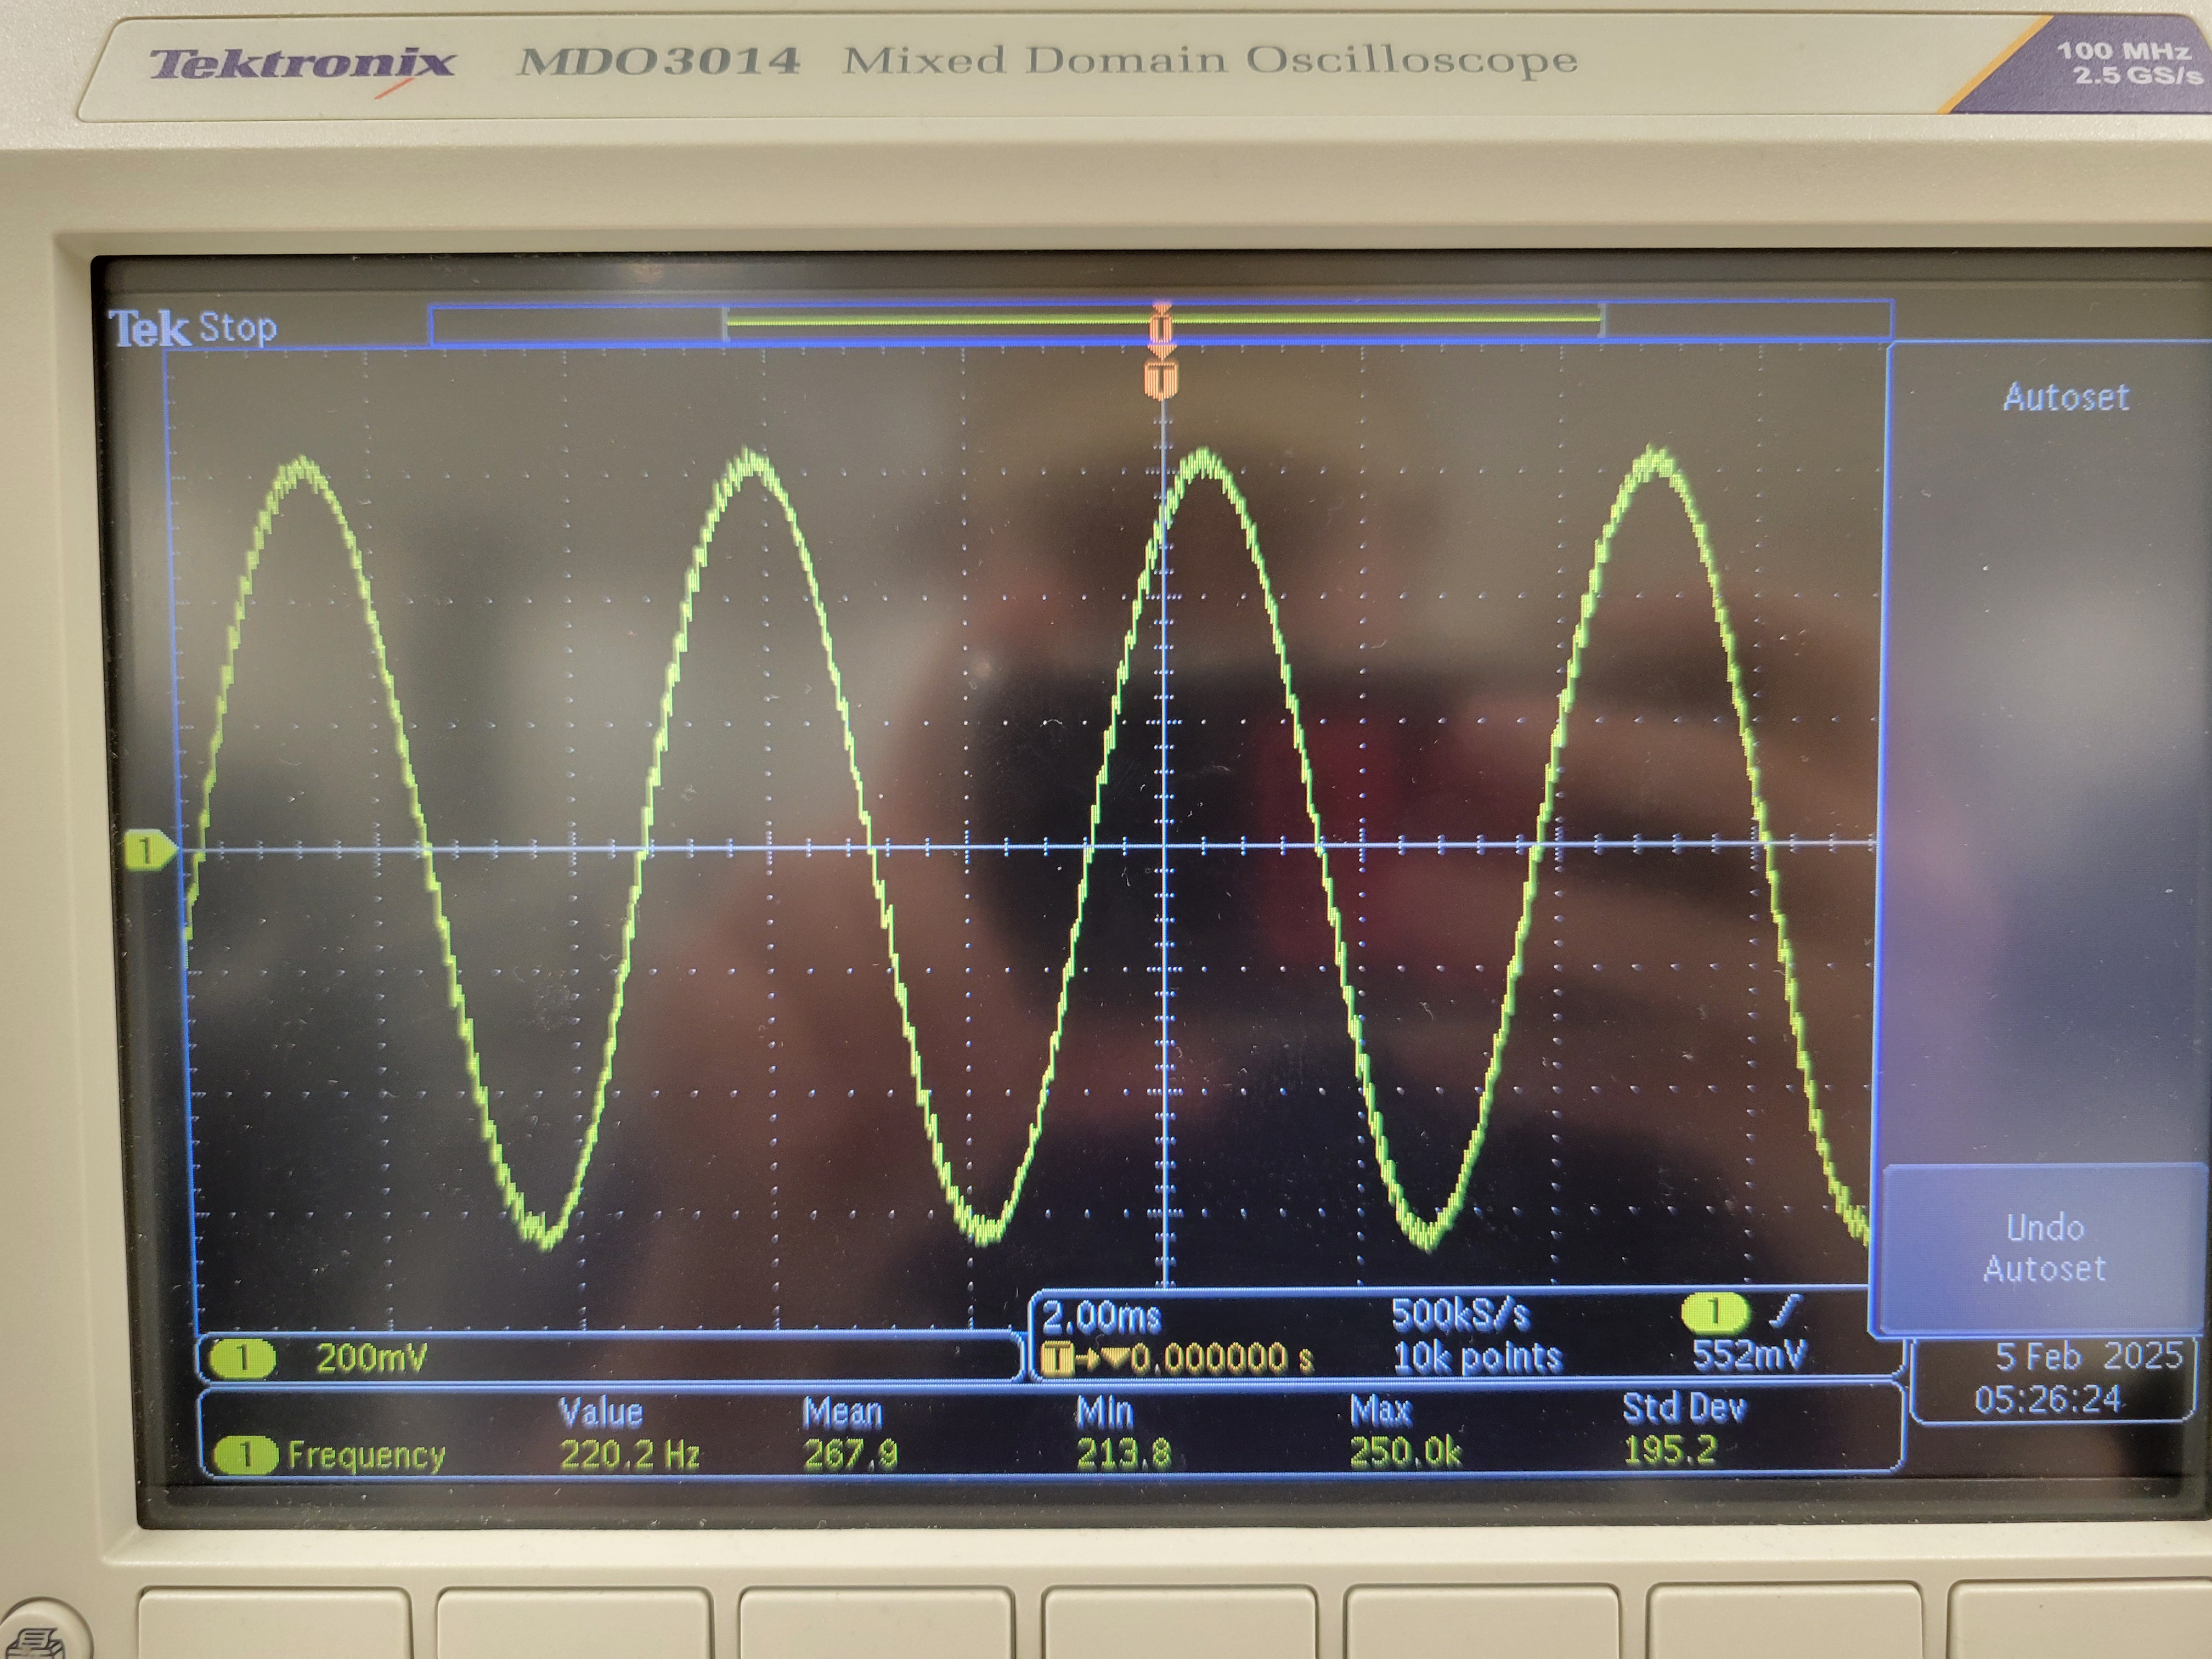 Tektronix MDO3014 Mixed Domain Oscilloscope
100 MHz
2.5 GS/s
Tek Stop
T
T
Autoset
1
Undo
Autoset
1 200mV
2.00ms 500kS/s 1
T 0.000000 s 10k points 552mV
5 Feb 2025
05:26:24
Value Mean Min Max Std Dev
1 Frequency 220.2 Hz 267.9 213.8 250.0k 195.2